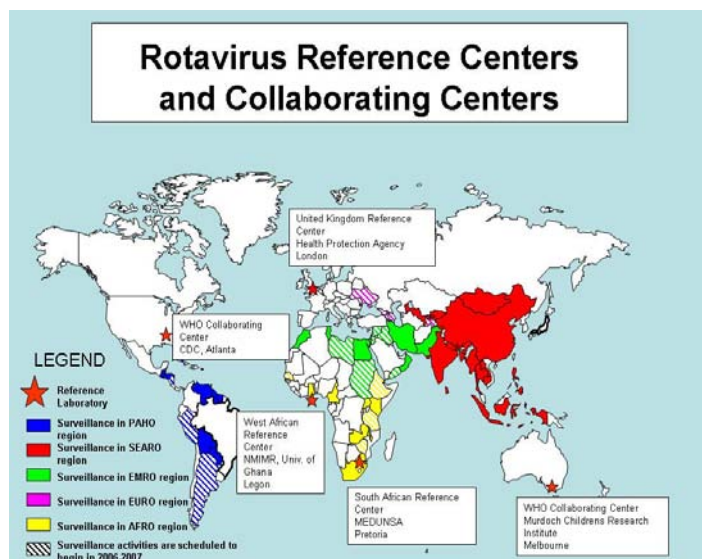 Rotavirus Reference Centers
and Collaborating Centers
United Kingdom Reference
Center
Health Protection Agency
London
WHO Collaborating
Center
CDC, Atlanta
LEGEND
Reference
Laboratory
Surveillance in PAHO
region
Surveillance in SEARO
region
Surveillance in EMRO region
Surveillance in EURO region
Surveillance in AFRO region
Surveillance activities are scheduled to
begin in 2006,2007
West African
Reference
Center
NMIMR, Univ. of
Ghana
Legon
South African Reference
Center
MEDUNSA
Pretoria
WHO Collaborating Center
Murdoch Childrens Research
Institute
Melbourne